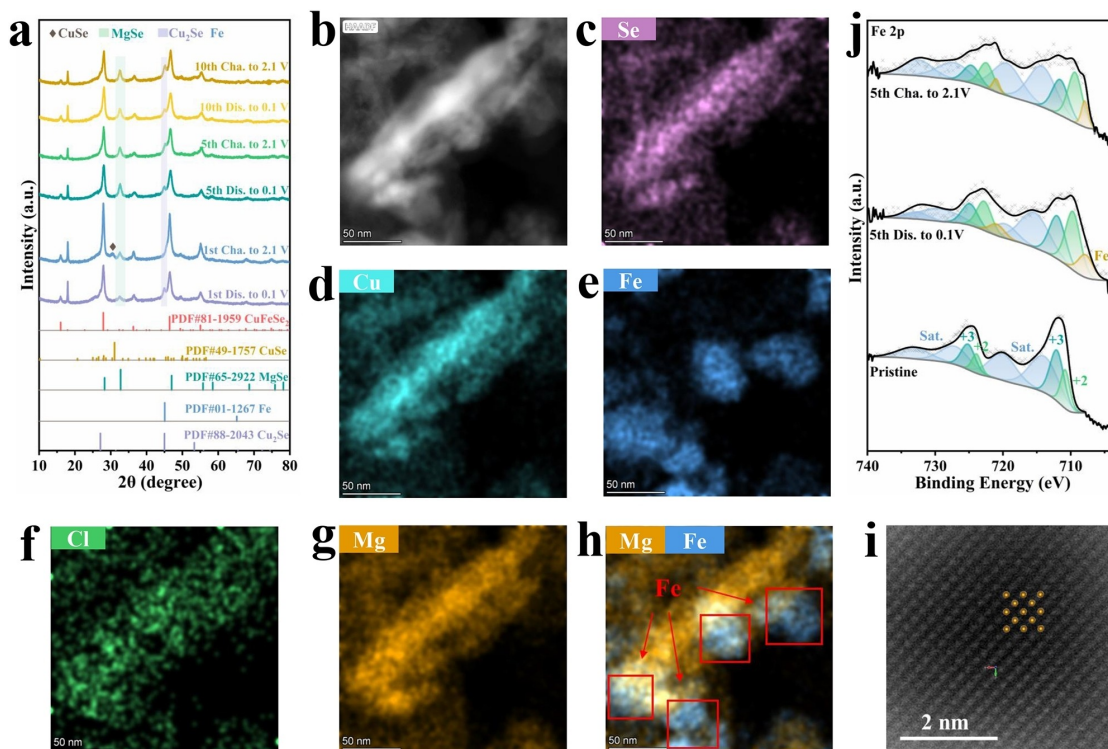 a
◆ CuSe MgSe Cu₂Se Fe
10th Cha. to 2.1 V
10th Dis. to 0.1 V
5th Cha. to 2.1 V
5th Dis. to 0.1 V
1st Cha. to 2.1 V
1st Dis. to 0.1 V
PDF#81-1959 CuFeSe₂
PDF#49-1757 CuSe
PDF#65-2922 MgSe
PDF#01-1267 Fe
PDF#88-2043 Cu₂Se
10 20 30 40 50 60 70 80
2θ (degree)
Intensity (a.u.)
b
HAADF
50 nm
c
Se
50 nm
d
Cu
50 nm
e
Fe
50 nm
j
Fe 2p
5th Cha. to 2.1V
5th Dis. to 0.1V
Fe
Sat.
+3
+2
Sat.
+3
+2
Pristine
740 730 720 710
Binding Energy (eV)
Intensity (a.u.)
f
Cl
50 nm
g
Mg
50 nm
h
Mg Fe
Fe
50 nm
i
2 nm